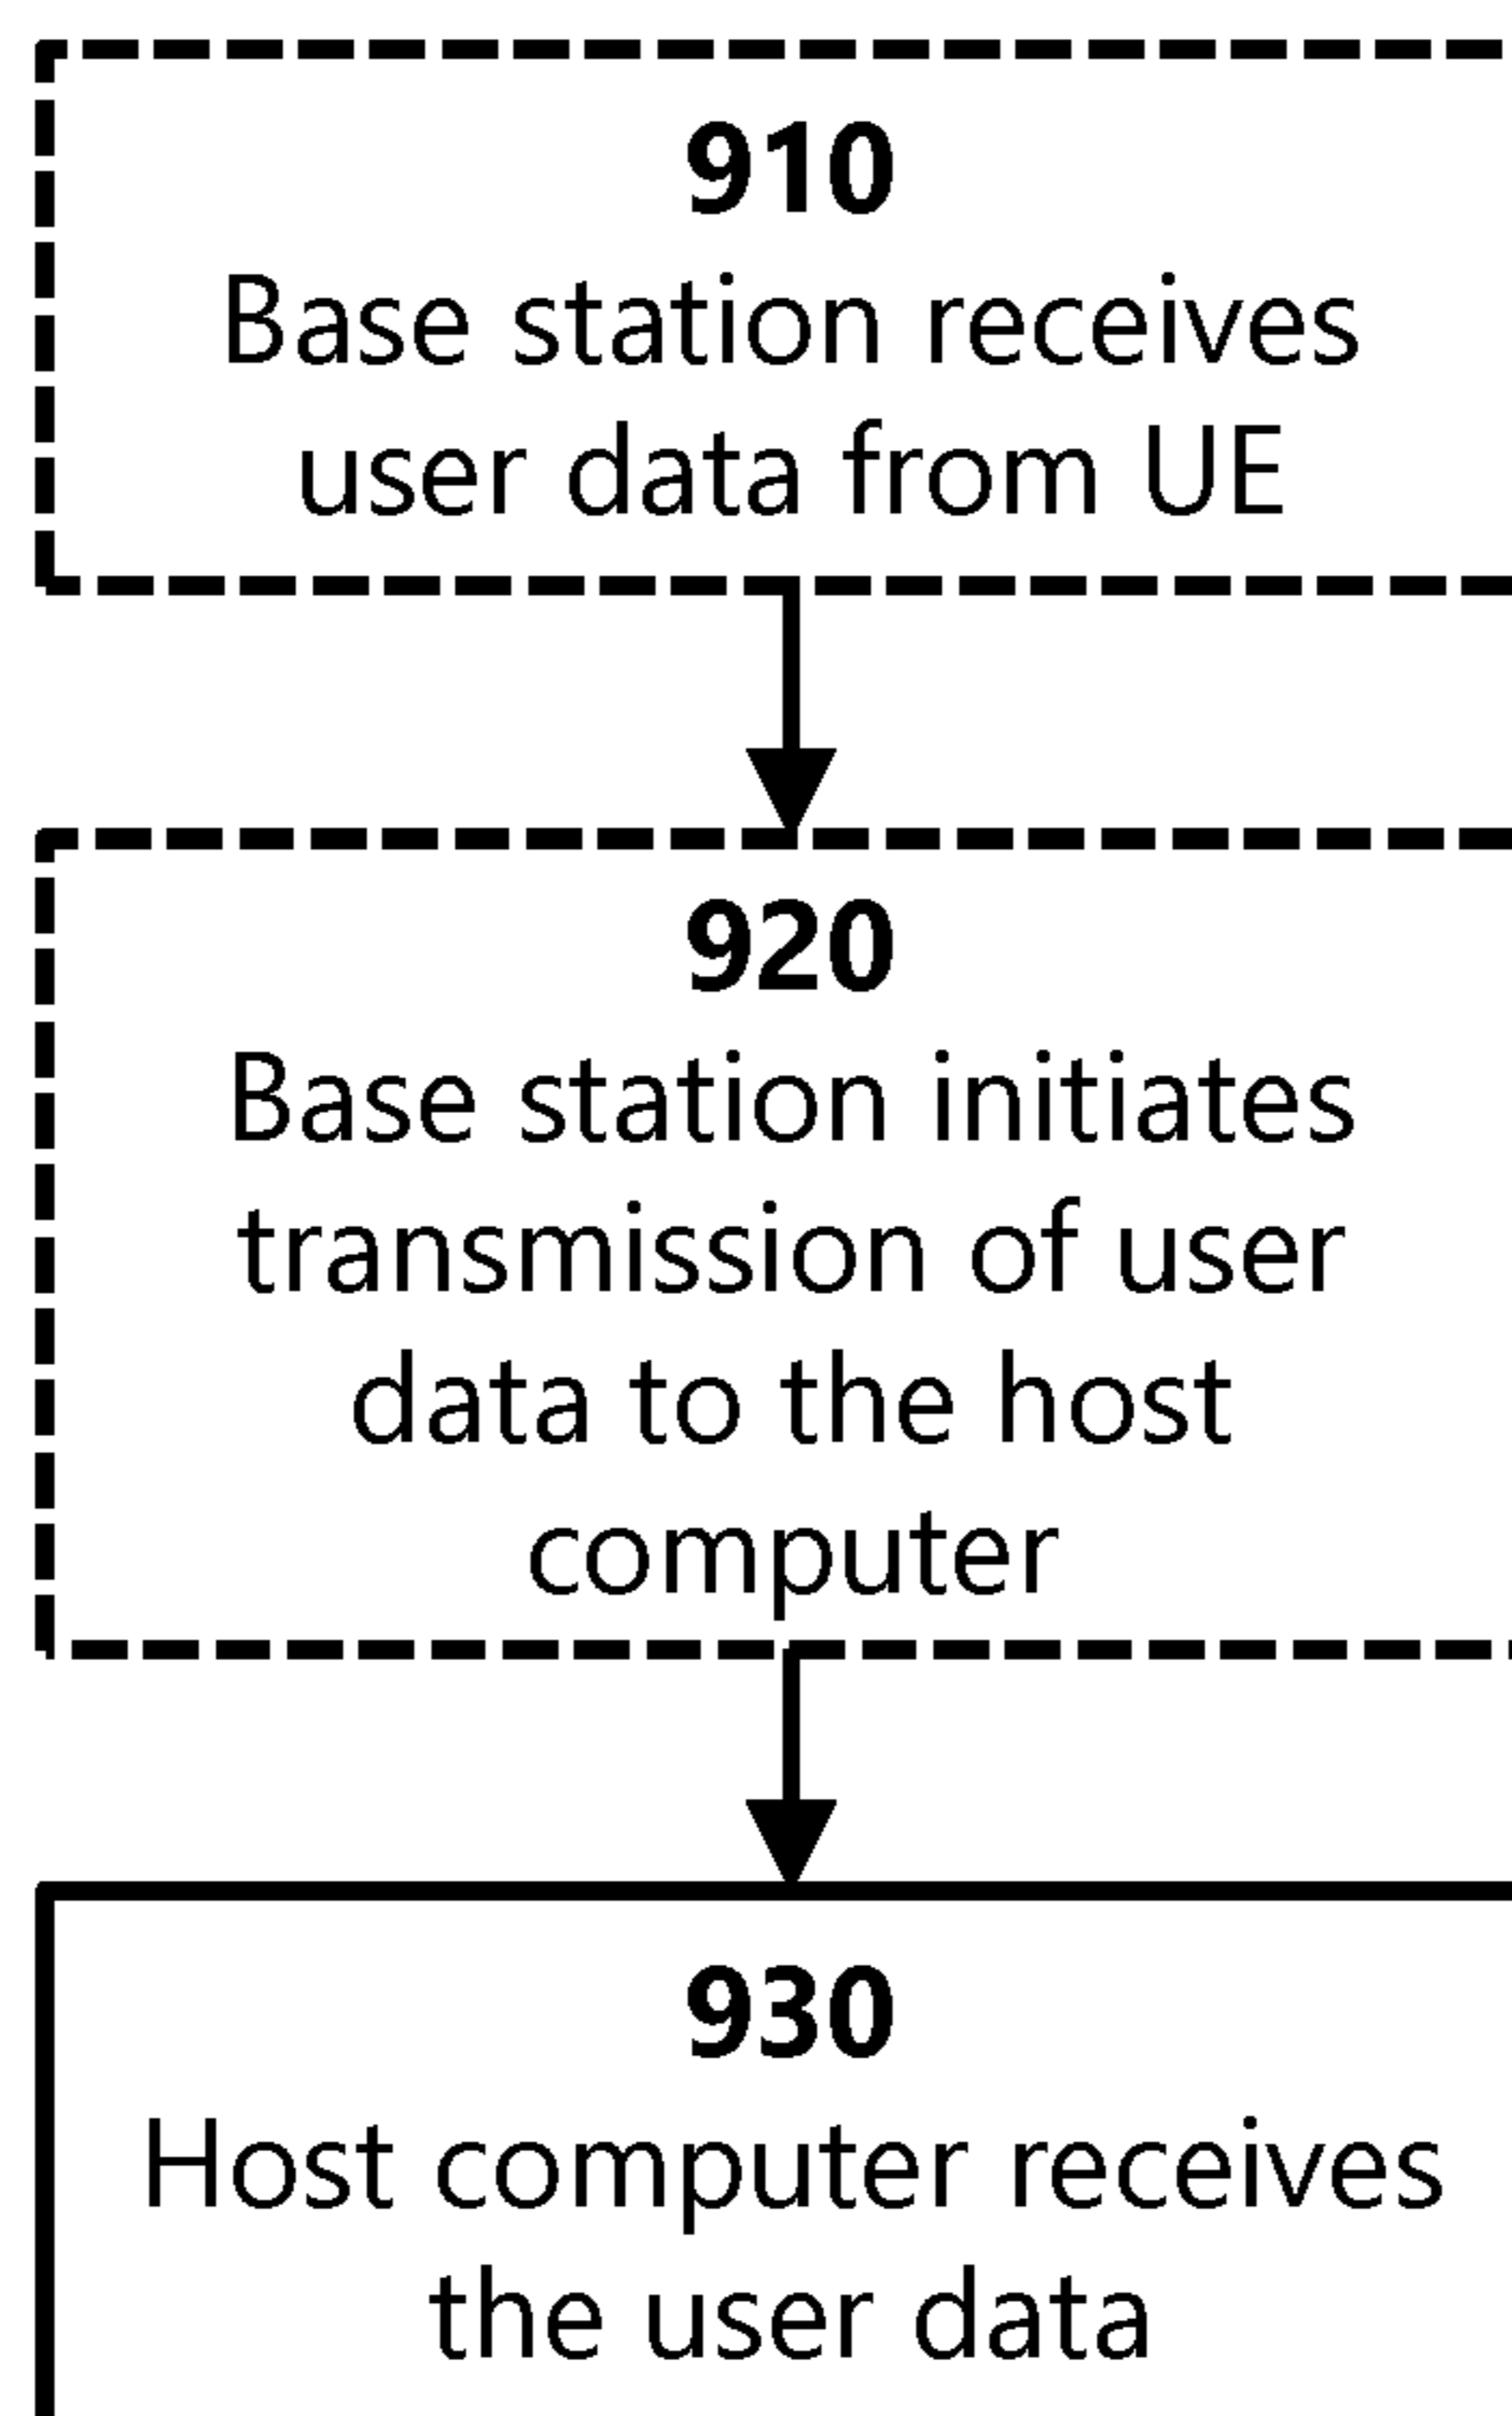 910
Base station receives
user data from UE
920
Base station initiates
transmission of user
data to the host
computer
930
Host computer receives
the user data